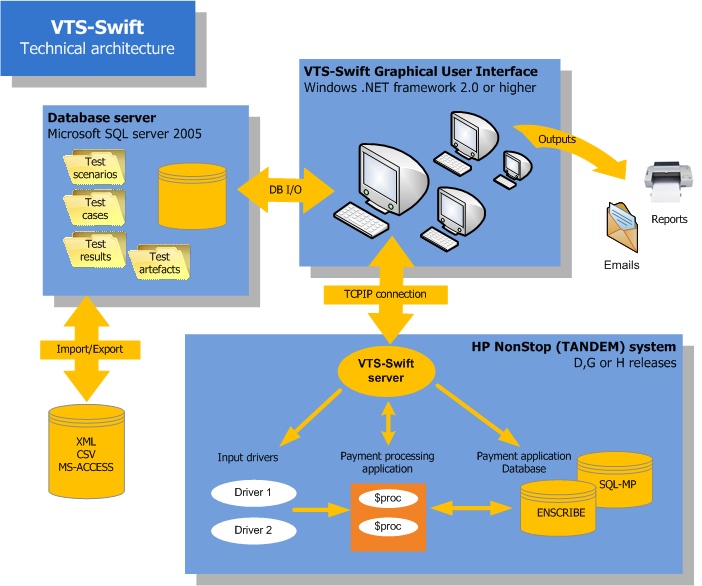 VTS-Swift
Technical architecture
VTS-Swift Graphical User Interface
Windows .NET framework 2.0 or higher
Database server
Microsoft SQL server 2005
Test
scenarios
Test
cases
Test
results
Test
artefacts
DB I/O
Outputs
Reports
Emails
TCPIP connection
Import/Export
XML
CSV
MS-ACCESS
HP NonStop (TANDEM) system
D,G or H releases
VTS-Swift
server
Input drivers
Driver 1
Driver 2
Payment processing
application
$proc
$proc
Payment application
Database
SQL-MP
ENSCRIBE